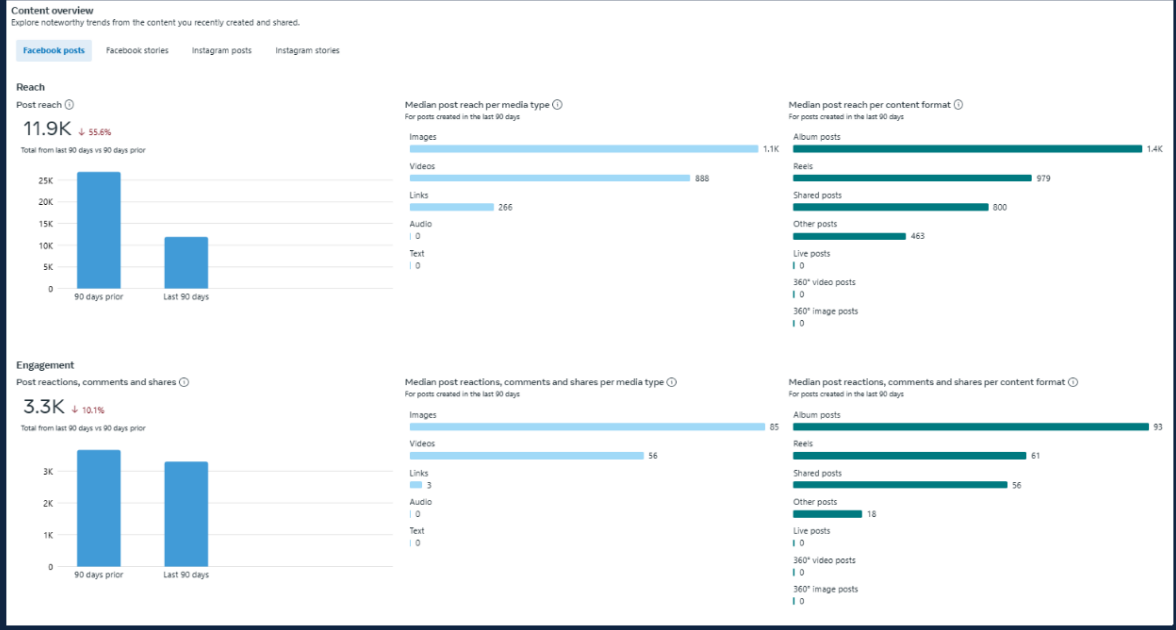 Content overview
Explore noteworthy trends from the content you recently created and shared.
Facebook posts
Facebook stories
Instagram posts
Instagram stories
Reach
Post reach
11.9K ↓ 55.6%
Total from last 90 days vs 90 days prior
25K
20K
15K
10K
5K
0
90 days prior
Last 90 days
Median post reach per media type
For posts created in the last 90 days
Images
1.1K
Videos
888
Links
266
Audio
0
Text
0
Median post reach per content format
For posts created in the last 90 days
Album posts
1.4K
Reels
979
Shared posts
800
Other posts
463
Live posts
0
360° video posts
0
360° image posts
0
Engagement
Post reactions, comments and shares
3.3K ↓ 10.1%
Total from last 90 days vs 90 days prior
3K
2K
1K
0
90 days prior
Last 90 days
Median post reactions, comments and shares per media type
For posts created in the last 90 days
Images
85
Videos
56
Links
3
Audio
0
Text
0
Median post reactions, comments and shares per content format
For posts created in the last 90 days
Album posts
93
Reels
61
Shared posts
56
Other posts
18
Live posts
0
360° video posts
0
360° image posts
0